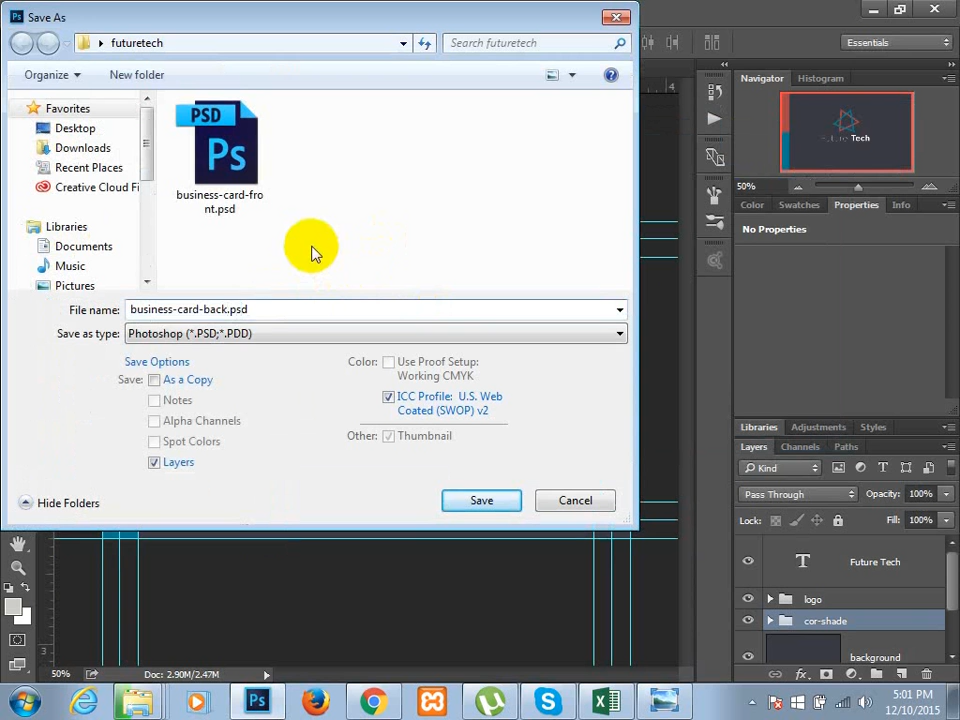 Save As
futuretech
Search futuretech
Organize
New folder
Favorites
Desktop
Downloads
Recent Places
Creative Cloud Fi
Libraries
Documents
Music
Pictures
PSD
Ps
business-card-fro
nt.psd
File name: business-card-back.psd
Save as type: Photoshop (*.PSD;*.PDD)
Save Options
Save: As a Copy
Notes
Alpha Channels
Spot Colors
Layers
Color: Use Proof Setup:
Working CMYK
ICC Profile: U.S. Web
Coated (SWOP) v2
Other: Thumbnail
Hide Folders
Save
Cancel
Essentials
4
Navigator Histogram
Future Tech
50%
Color Swatches Properties Info
No Properties
Libraries Adjustments Styles
Layers Channels Paths
Kind
Pass Through Opacity: 100%
Lock: Fill: 100%
T Future Tech
logo
cor-shade
background
3
50% Doc: 2.90M/2.47M
5:01 PM
12/10/2015